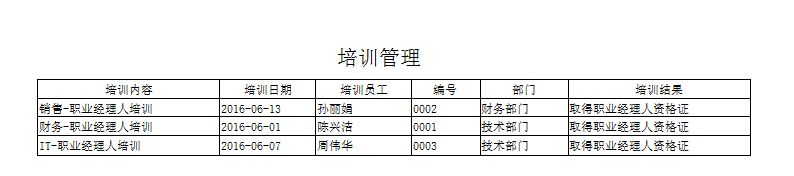 培训管理
培训内容 培训日期 培训员工 编号 部门 培训结果
销售-职业经理人培训 2016-06-13 孙丽娟 0002 财务部门 取得职业经理人资格证
财务-职业经理人培训 2016-06-01 陈兴洁 0001 技术部门 取得职业经理人资格证
IT-职业经理人培训 2016-06-07 周伟华 0003 技术部门 取得职业经理人资格证